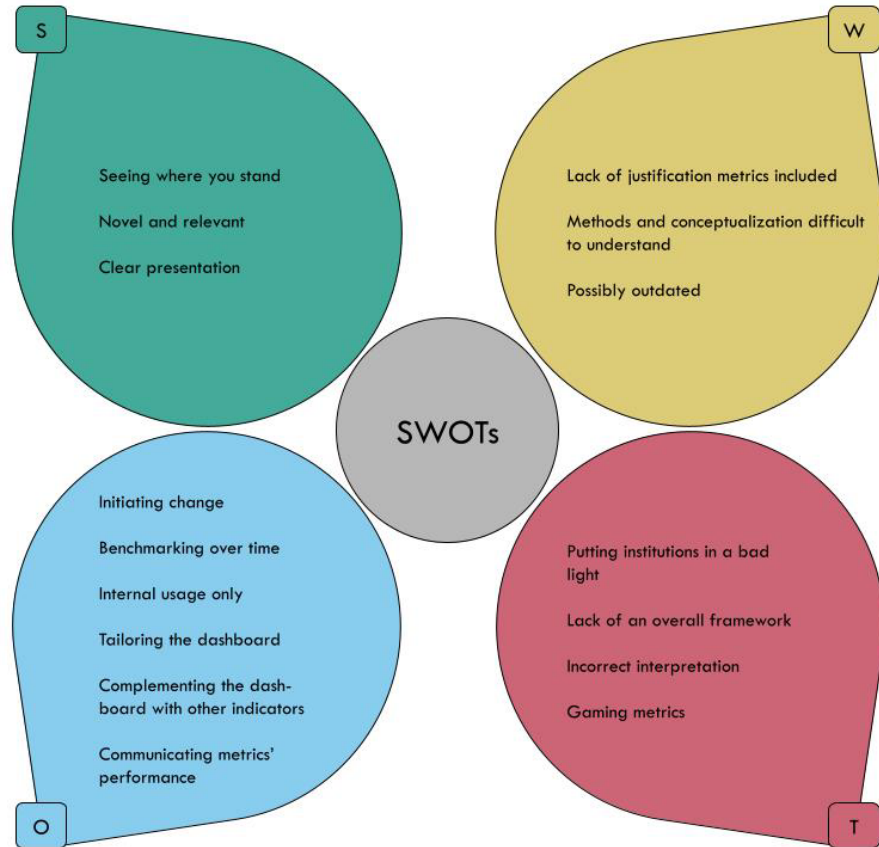 S
Seeing where you stand
Novel and relevant
Clear presentation
W
Lack of justification metrics included
Methods and conceptualization difficult
to understand
Possibly outdated
SWOTs
Initiating change
Benchmarking over time
Internal usage only
Tailoring the dashboard
Complementing the dash-
board with other indicators
Communicating metrics'
performance
O
Putting institutions in a bad
light
Lack of an overall framework
Incorrect interpretation
Gaming metrics
T